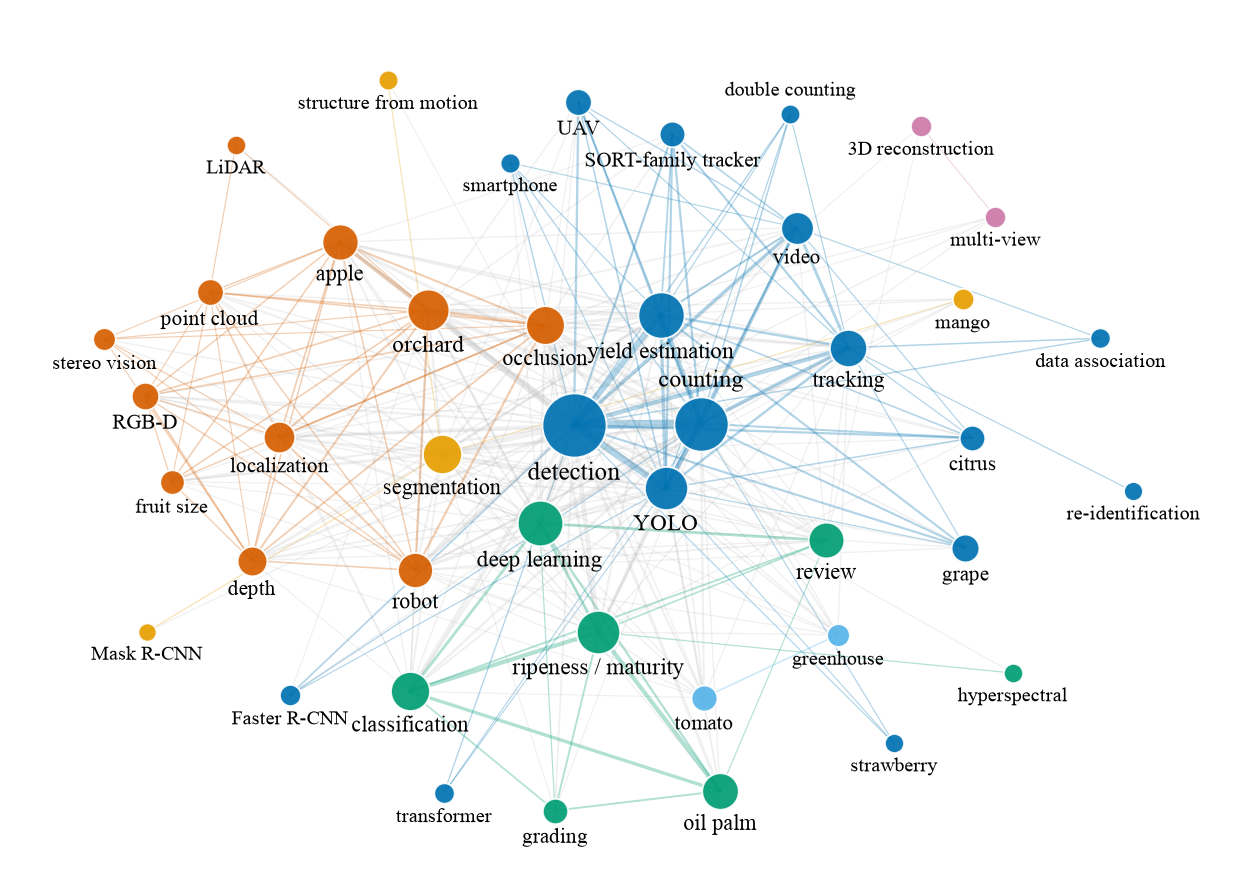 double counting
structure from motion
UAV
3D reconstruction
SORT-family tracker
LiDAR
smartphone
multi-view
video
apple
point cloud
mango
orchard
yield estimation
occlusion
stereo vision
data association
counting
tracking
RGB-D
localization
citrus
detection
segmentation
fruit size
re-identification
YOLO
deep learning
review
grape
depth
robot
Mask R-CNN
greenhouse
ripeness / maturity
hyperspectral
Faster R-CNN
classification
tomato
strawberry
transformer
oil palm
grading